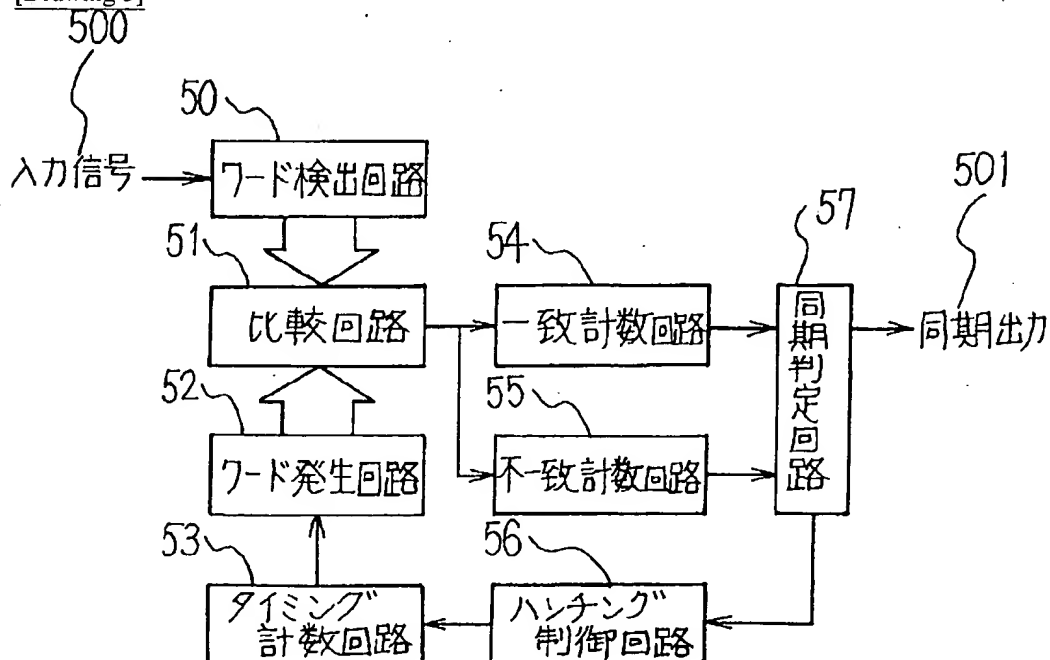 [Drawing 5]
500
50
入力信号
ワード検出回路
501
57
51
54
比較回路
一致計数回路
同期判定回路
同期出力
52
55
ワード発生回路
不一致計数回路
53
56
タイミング
計数回路
ハンチング
制御回路